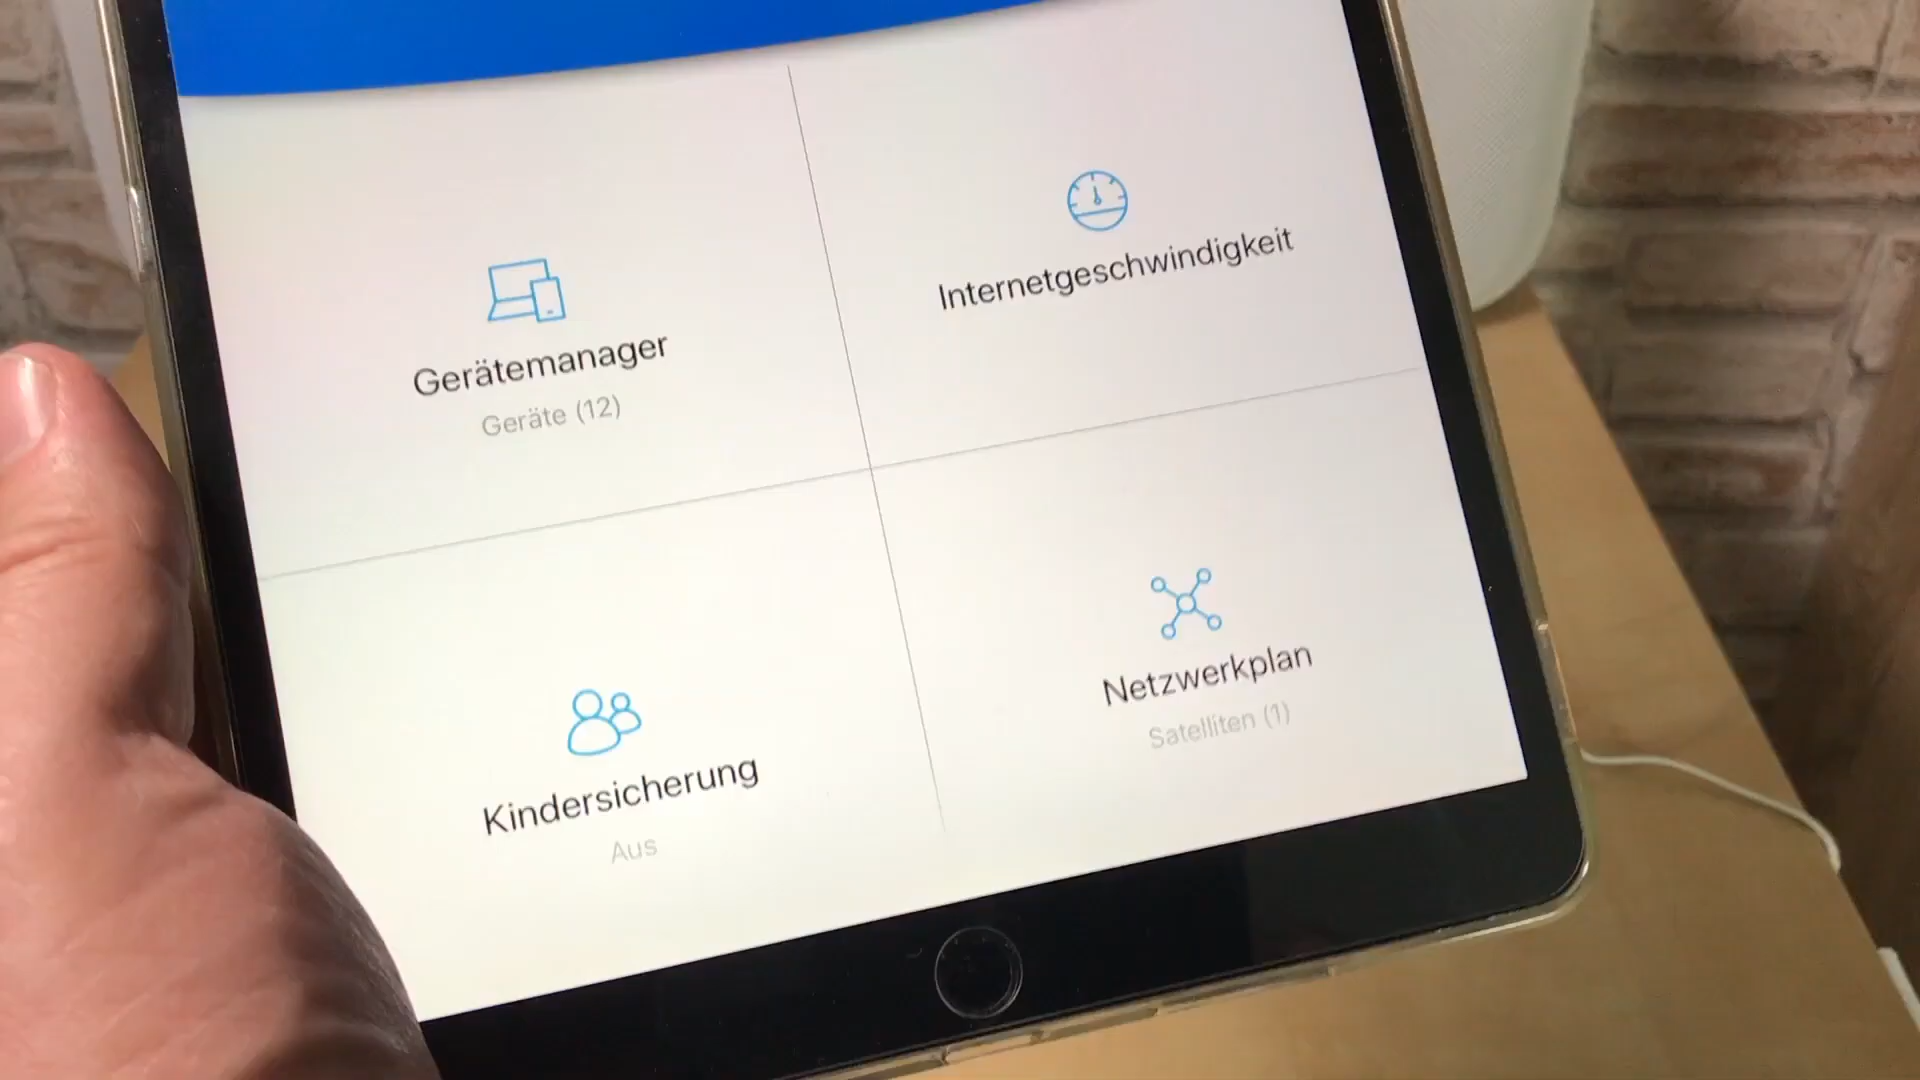 Gerätemanager
Geräte (12)
Internetgeschwindigkeit
Kindersicherung
Aus
Netzwerkplan
Satelliten (1)